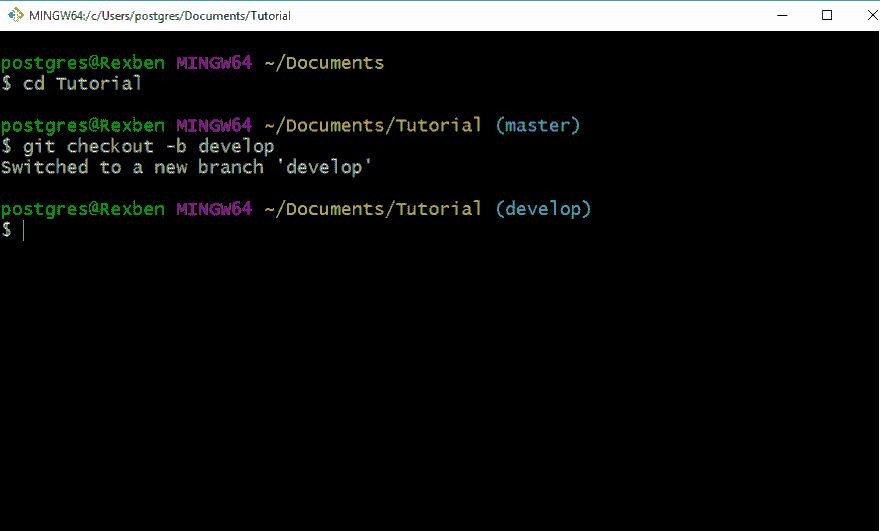 MINGW64:/c/Users/postgres/Documents/Tutorial
postgres@Rexben MINGW64 ~/Documents
$ cd Tutorial
postgres@Rexben MINGW64 ~/Documents/Tutorial (master)
$ git checkout -b develop
Switched to a new branch 'develop'
postgres@Rexben MINGW64 ~/Documents/Tutorial (develop)
$